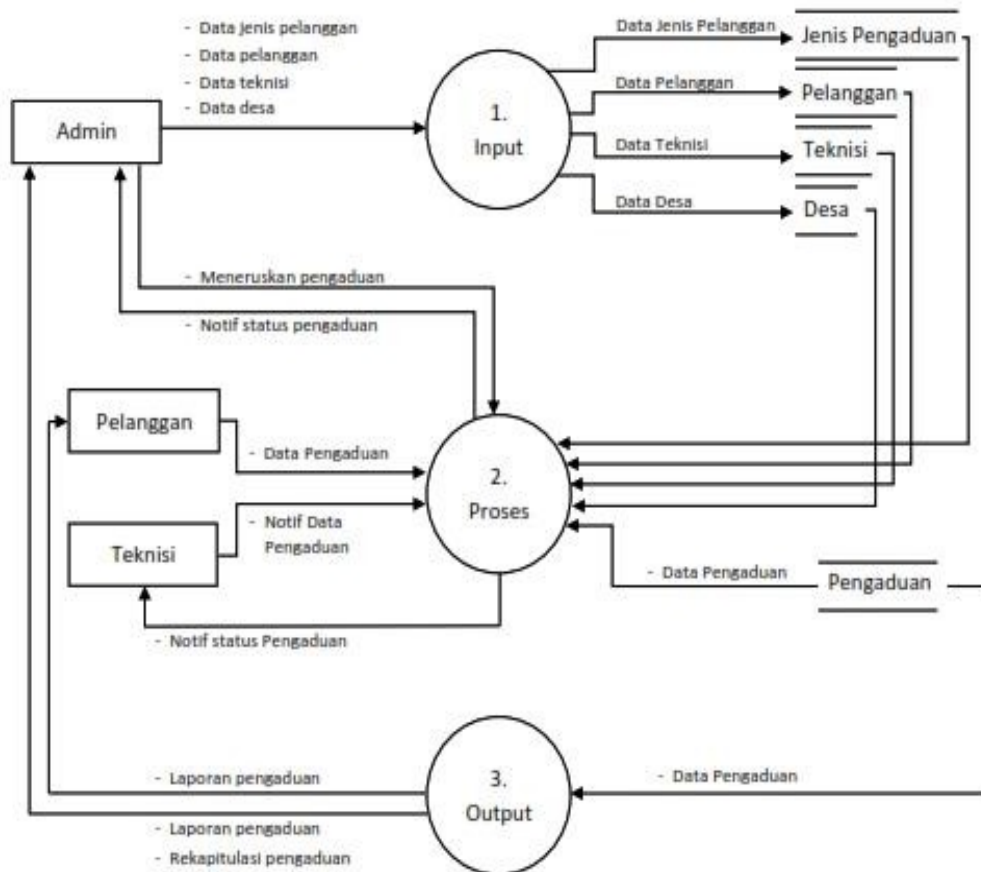 - Data jenis pelanggan
- Data pelanggan
- Data teknisi
- Data desa
Admin
1.
Input
Data Jenis Pelanggan
Data Pelanggan
Data Teknisi
Data Desa
Jenis Pengaduan
Pelanggan
Teknisi
Desa
- Meneruskan pengaduan
- Notif status pengaduan
Pelanggan
- Data Pengaduan
2.
Proses
Teknisi
- Notif Data
Pengaduan
- Notif status Pengaduan
- Data Pengaduan
Pengaduan
3.
Output
- Data Pengaduan
- Laporan pengaduan
- Laporan pengaduan
- Rekapitulasi pengaduan